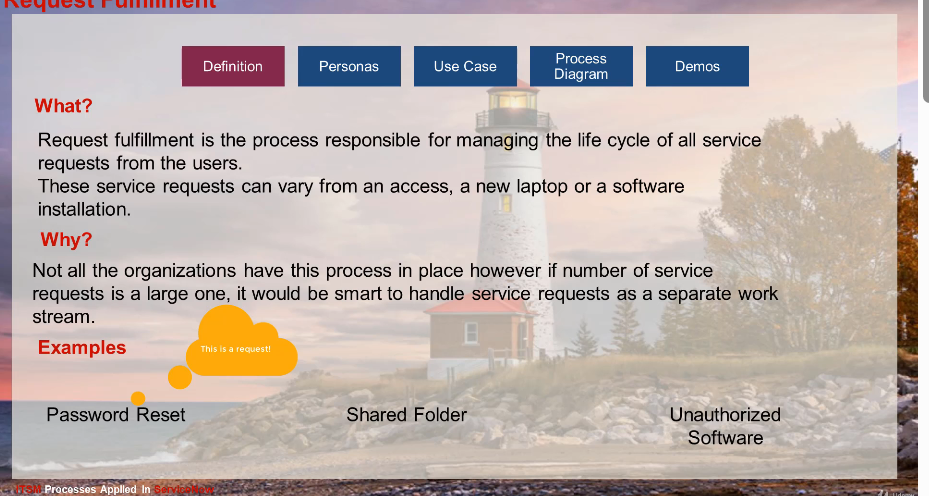 Request Fulfillment
Definition
Personas
Use Case
Process
Diagram
Demos
What?
Request fulfillment is the process responsible for managing the life cycle of all service
requests from the users.
These service requests can vary from an access, a new laptop or a software
installation.
Why?
Not all the organizations have this process in place however if number of service
requests is a large one, it would be smart to handle service requests as a separate work
stream.
Examples
This is a request!
Password Reset
Shared Folder
Unauthorized
Software
ITSM Processes Applied in ServiceNow
Udemy